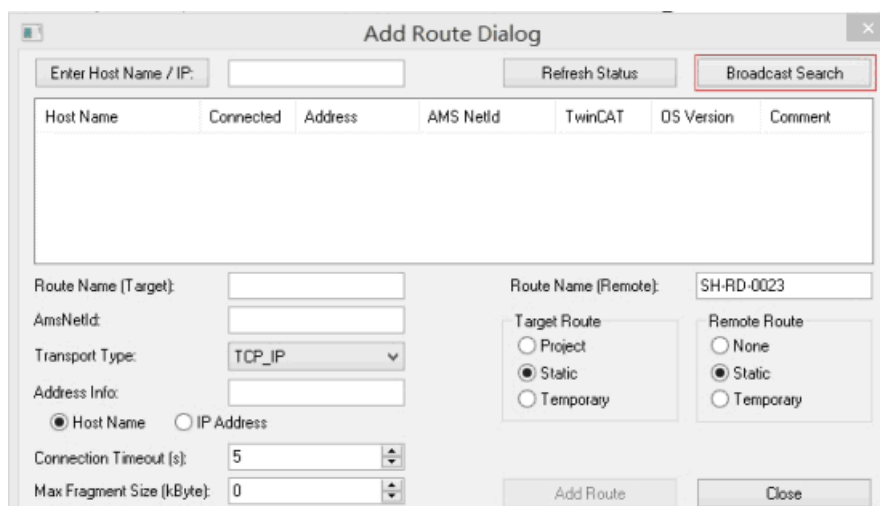 Add Route Dialog
Enter Host Name / IP:
Refresh Status
Broadcast Search
Host Name Connected Address AMS NetId TwinCAT OS Version Comment
Route Name (Target): Route Name (Remote): SH-RD-0023
AmsNetId: Target Route Remote Route
Project None
Transport Type: TCP_IP
Static Static
Address Info: Temporary Temporary
Host Name IP Address
Connection Timeout (s): 5
Max Fragment Size (kByte): 0 Add Route Close